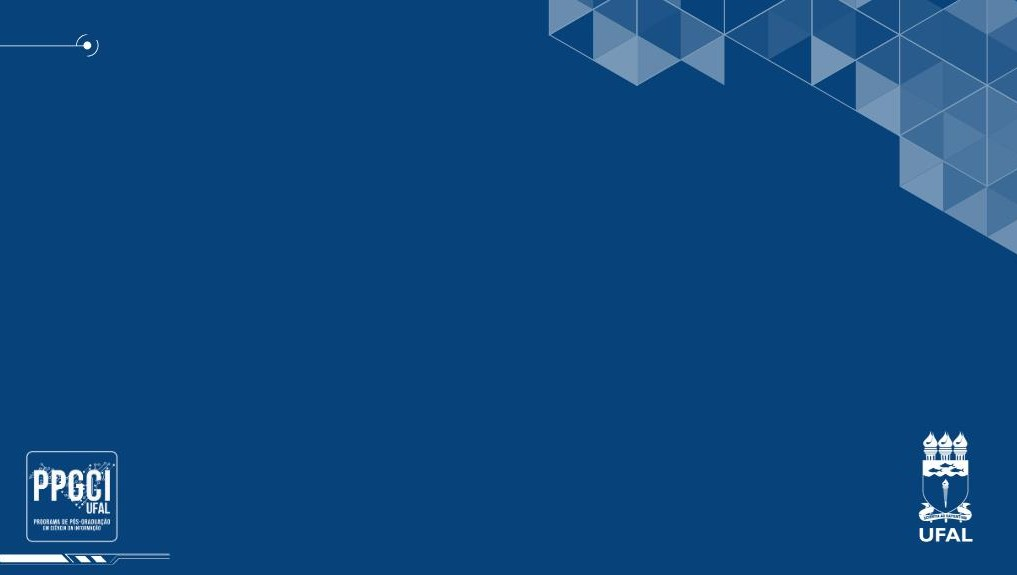 PPGCI
UFAL
PROGRAMA DE PÓS-GRADUAÇÃO
EM CIÊNCIA DA INFORMAÇÃO
UFAL